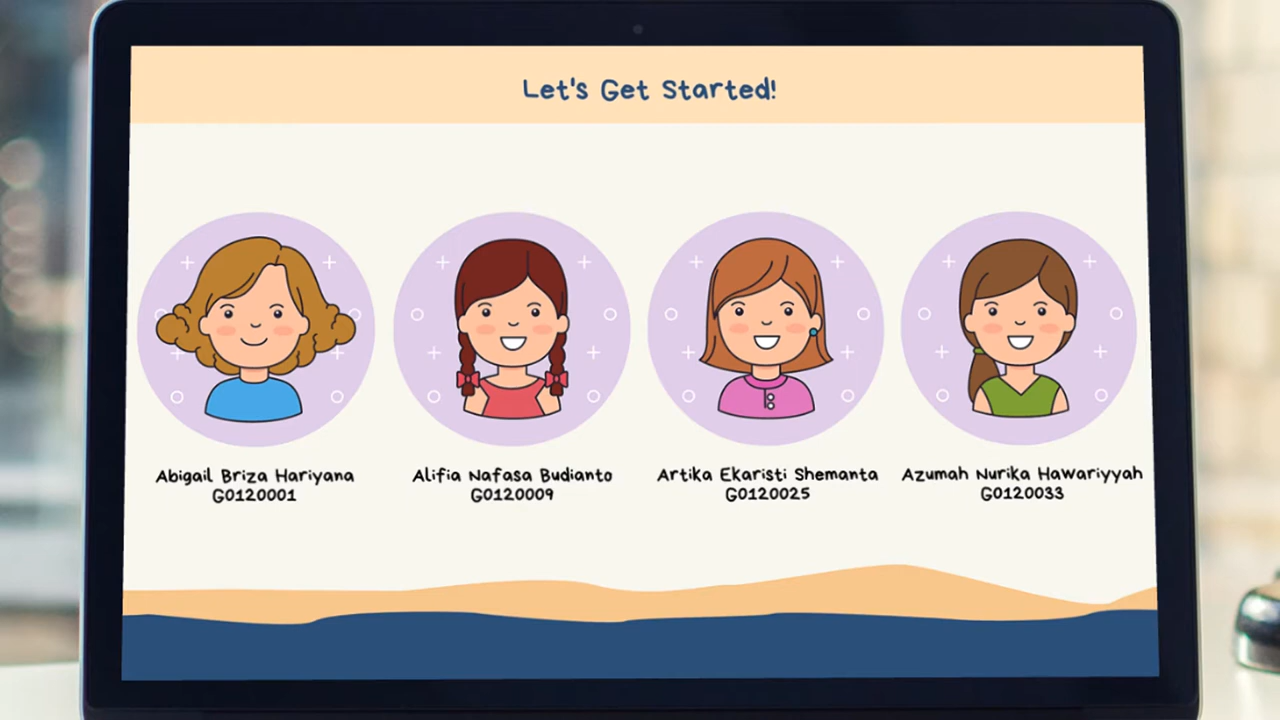 Let's Get Started!
Abigail Briza Hariyana
G0120001
Alifia Nafasa Budianto
G0120009
Artika Ekaristi Shemanta
G0120025
Azumah Nurika Hawariyyah
G0120033